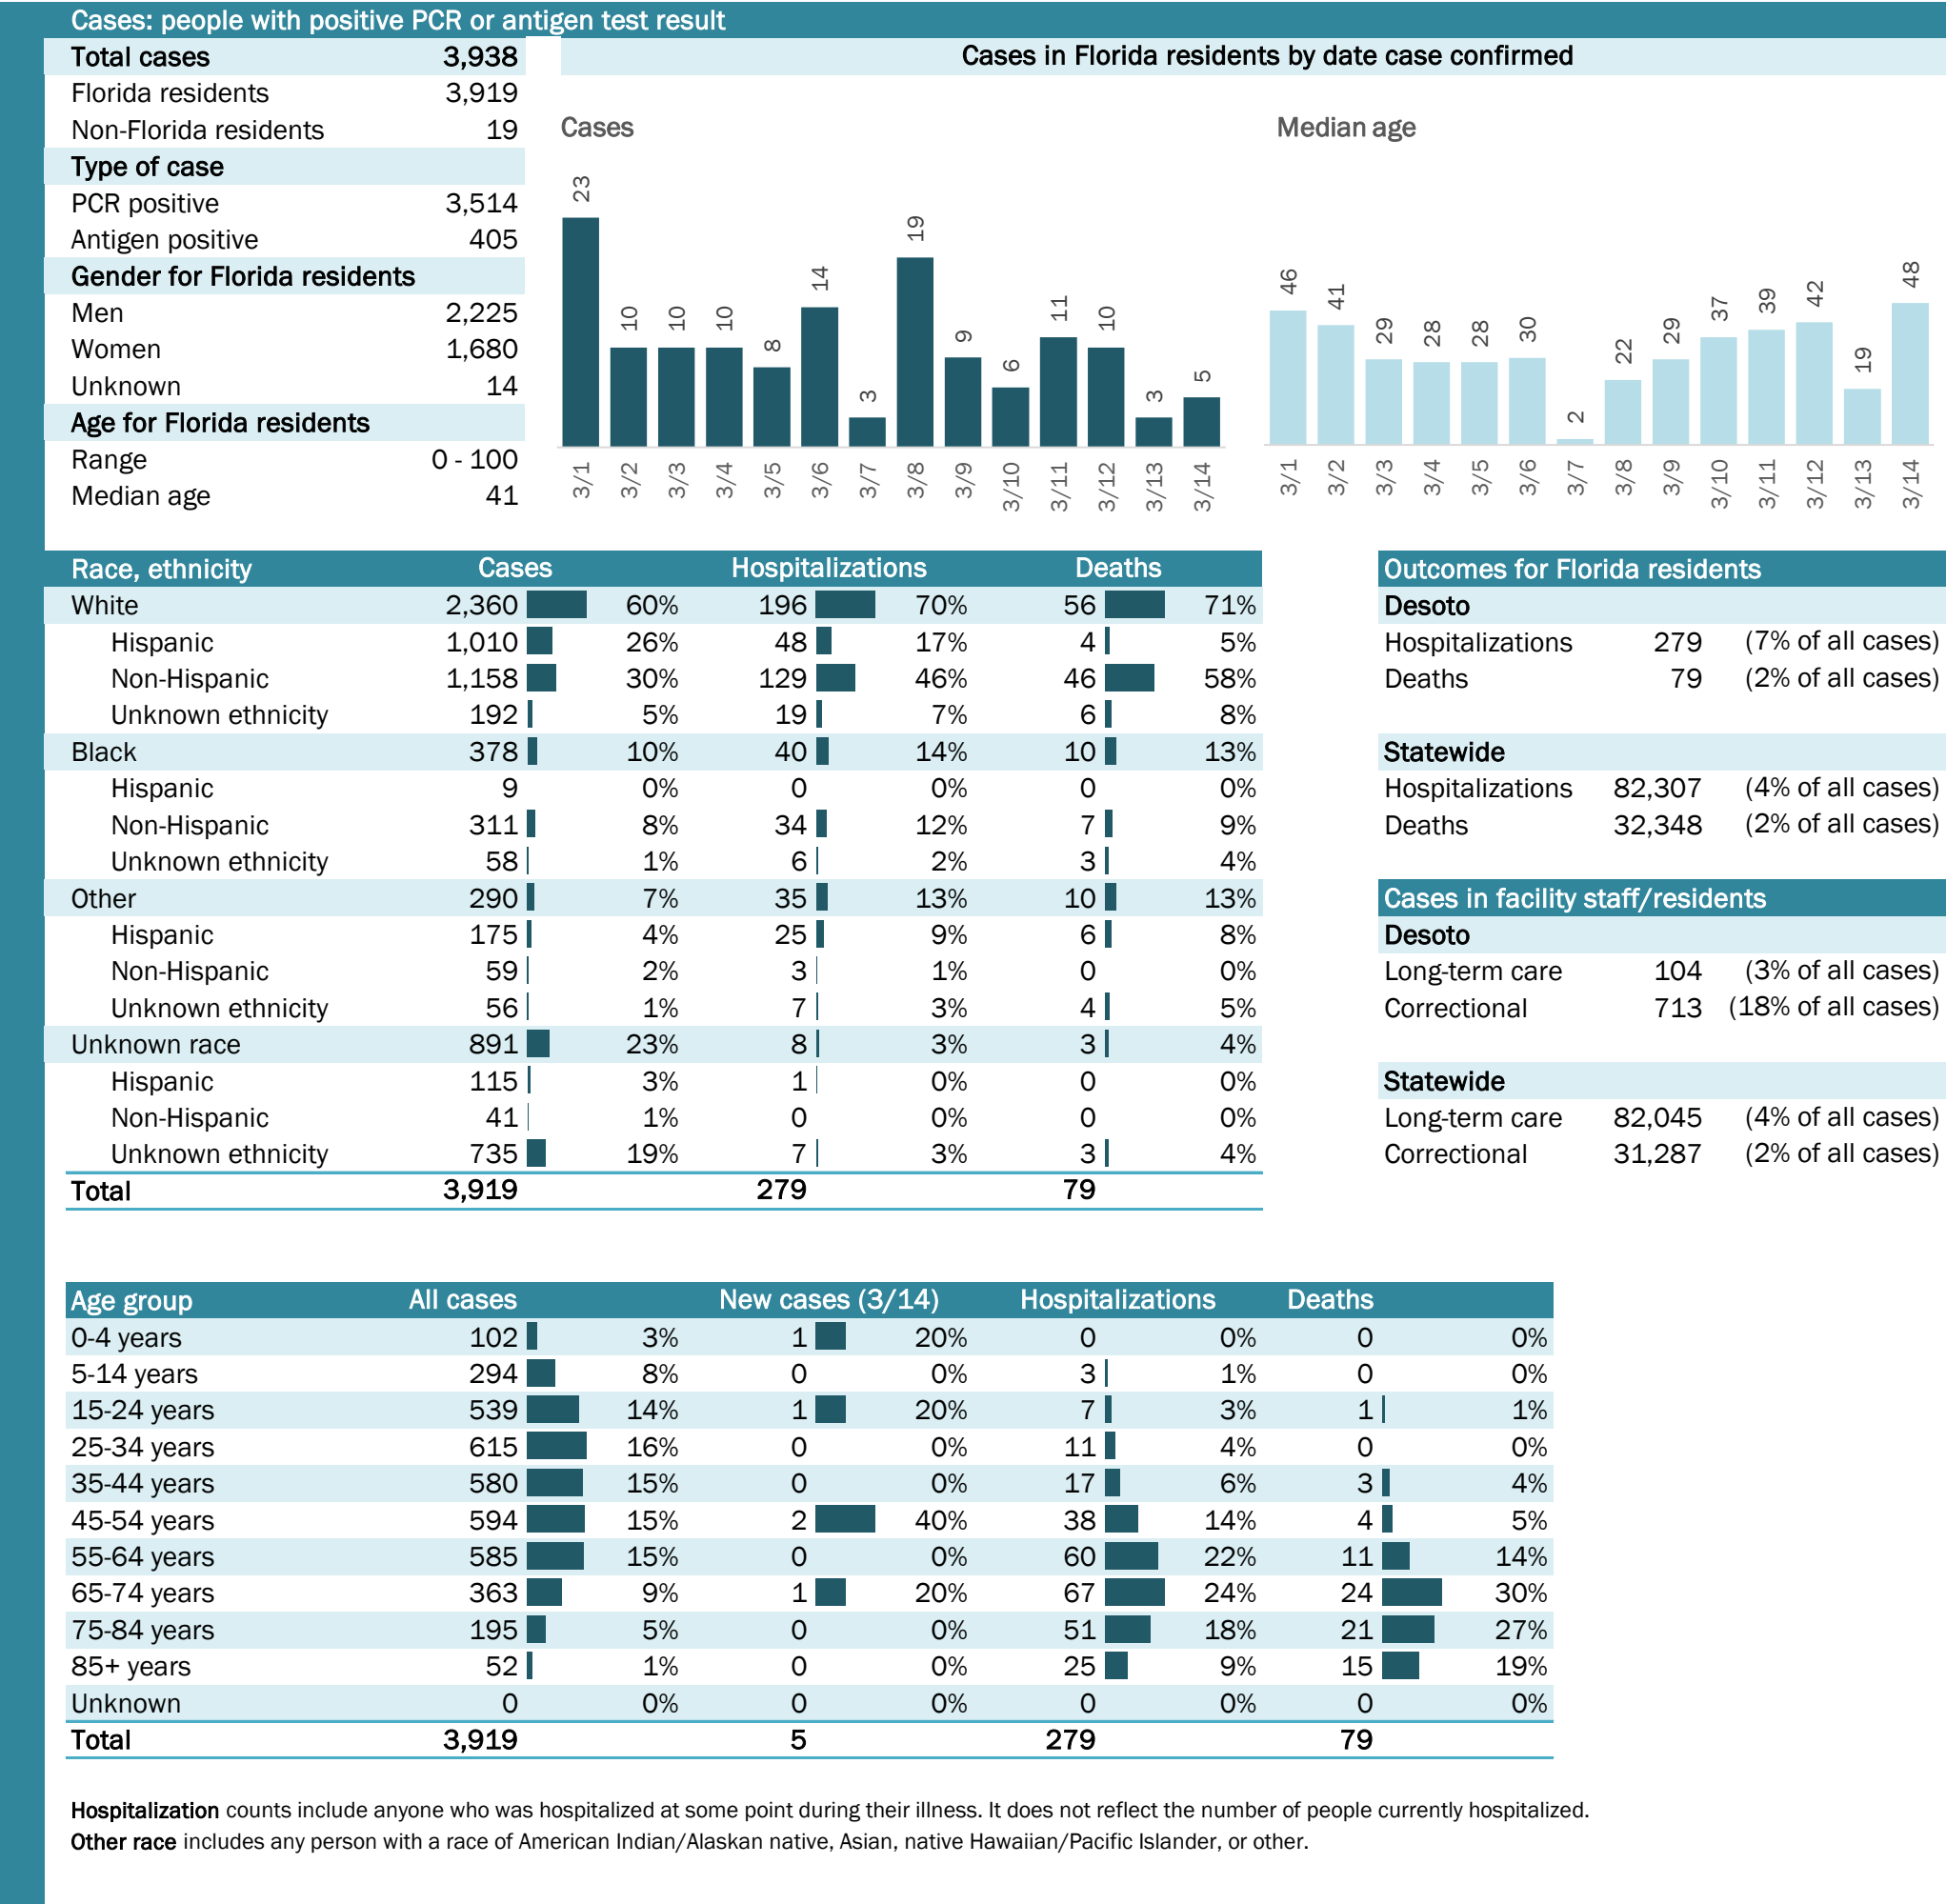 Cases: people with positive PCR or antigen test result
Total cases 3,938
Florida residents 3,919
Non-Florida residents 19
Type of case
PCR positive 3,514
Antigen positive 405
Gender for Florida residents
Men 2,225
Women 1,680
Unknown 14
Age for Florida residents
Range 0 - 100
Median age 41
Cases in Florida residents by date case confirmed
Cases
23 10 10 10 8 14 3 19 9 6 11 10 3 5
3/1 3/2 3/3 3/4 3/5 3/6 3/7 3/8 3/9 3/10 3/11 3/12 3/13 3/14
Median age
46 41 29 28 28 30 2 22 29 37 39 42 19 48
3/1 3/2 3/3 3/4 3/5 3/6 3/7 3/8 3/9 3/10 3/11 3/12 3/13 3/14
Race, ethnicity Cases Hospitalizations Deaths
White 2,360 60% 196 70% 56 71%
Hispanic 1,010 26% 48 17% 4 5%
Non-Hispanic 1,158 30% 129 46% 46 58%
Unknown ethnicity 192 5% 19 7% 6 8%
Black 378 10% 40 14% 10 13%
Hispanic 9 0% 0 0% 0 0%
Non-Hispanic 311 8% 34 12% 7 9%
Unknown ethnicity 58 1% 6 2% 3 4%
Other 290 7% 35 13% 10 13%
Hispanic 175 4% 25 9% 6 8%
Non-Hispanic 59 2% 3 1% 0 0%
Unknown ethnicity 56 1% 7 3% 4 5%
Unknown race 891 23% 8 3% 3 4%
Hispanic 115 3% 1 0% 0 0%
Non-Hispanic 41 1% 0 0% 0 0%
Unknown ethnicity 735 19% 7 3% 3 4%
Total 3,919 279 79
Outcomes for Florida residents
Desoto
Hospitalizations 279 (7% of all cases)
Deaths 79 (2% of all cases)
Statewide
Hospitalizations 82,307 (4% of all cases)
Deaths 32,348 (2% of all cases)
Cases in facility staff/residents
Desoto
Long-term care 104 (3% of all cases)
Correctional 713 (18% of all cases)
Statewide
Long-term care 82,045 (4% of all cases)
Correctional 31,287 (2% of all cases)
Age group All cases New cases (3/14) Hospitalizations Deaths
0-4 years 102 3% 1 20% 0 0% 0 0%
5-14 years 294 8% 0 0% 3 1% 0 0%
15-24 years 539 14% 1 20% 7 3% 1 1%
25-34 years 615 16% 0 0% 11 4% 0 0%
35-44 years 580 15% 0 0% 17 6% 3 4%
45-54 years 594 15% 2 40% 38 14% 4 5%
55-64 years 585 15% 0 0% 60 22% 11 14%
65-74 years 363 9% 1 20% 67 24% 24 30%
75-84 years 195 5% 0 0% 51 18% 21 27%
85+ years 52 1% 0 0% 25 9% 15 19%
Unknown 0 0% 0 0% 0 0% 0 0%
Total 3,919 5 279 79
Hospitalization counts include anyone who was hospitalized at some point during their illness. It does not reflect the number of people currently hospitalized.
Other race includes any person with a race of American Indian/Alaskan native, Asian, native Hawaiian/Pacific Islander, or other.